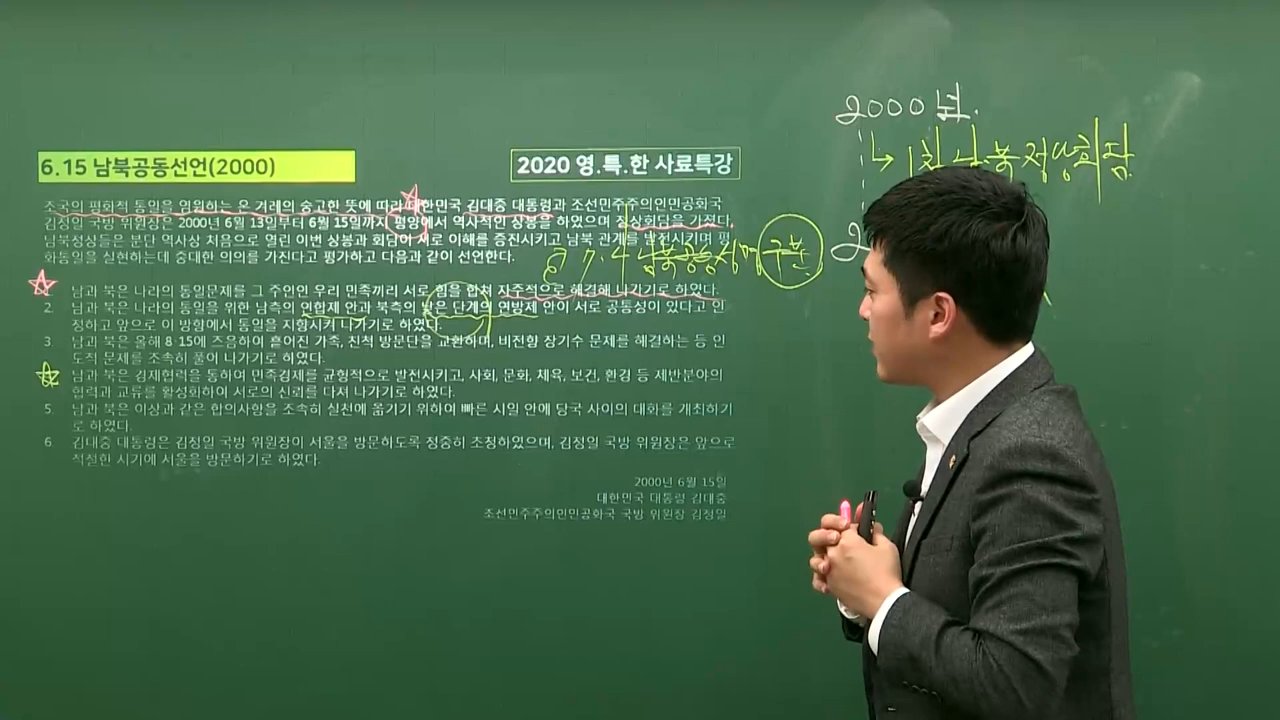 6.15 남북공동선언(2000)
2020 영.특.한 사료특강
조국의 평화적 통일을 염원하는 온 겨레의 숭고한 뜻에 따라 대한민국 김대중 대통령과 조선민주주의인민공화국
김정일 국방 위원장은 2000년 6월 13일부터 6월 15일까지 평양에서 역사적인 상봉을 하였으며 정상회담을 가졌다.
남북정상들은 분단 역사상 처음으로 열린 이번 상봉과 회담이 서로 이해를 증진시키고 남북 관계를 발전시키며 평
화통일을 실현하는데 중대한 의의를 가진다고 평가하고 다음과 같이 선언한다.
남과 북은 나라의 통일문제를 그 주인인 우리 민족끼리 서로 힘을 합쳐 자주적으로 해결해 나가기로 하였다.
2. 남과 북은 나라의 통일을 위한 남측의 연합제 안과 북측의 낮은 단계의 연방제 안이 서로 공통성이 있다고 인
정하고 앞으로 이 방향에서 통일을 지향시켜 나가기로 하였다.
3. 남과 북은 올해 8·15에 즈음하여 흩어진 가족, 친척 방문단을 교환하며, 비전향 장기수 문제를 해결하는 등 인
도적 문제를 조속히 풀어 나가기로 하였다.
남과 북은 경제협력을 통하여 민족경제를 균형적으로 발전시키고, 사회, 문화, 체육, 보건, 환경 등 제반분야의
협력과 교류를 활성화하여 서로의 신뢰를 다져 나가기로 하였다.
5. 남과 북은 이상과 같은 합의사항을 조속히 실천에 옮기기 위하여 빠른 시일 안에 당국 사이의 대화를 개최하기
로 하였다.
6. 김대중 대통령은 김정일 국방 위원장이 서울을 방문하도록 정중히 초청하였으며, 김정일 국방 위원장은 앞으로
적절한 시기에 서울을 방문하기로 하였다.
2000년 6월 15일
대한민국 대통령 김대중
조선민주주의인민공화국 국방 위원장 김정일
2000년.
↳ 1차 남북정상회담
7.4 남북공동성명 구분
2